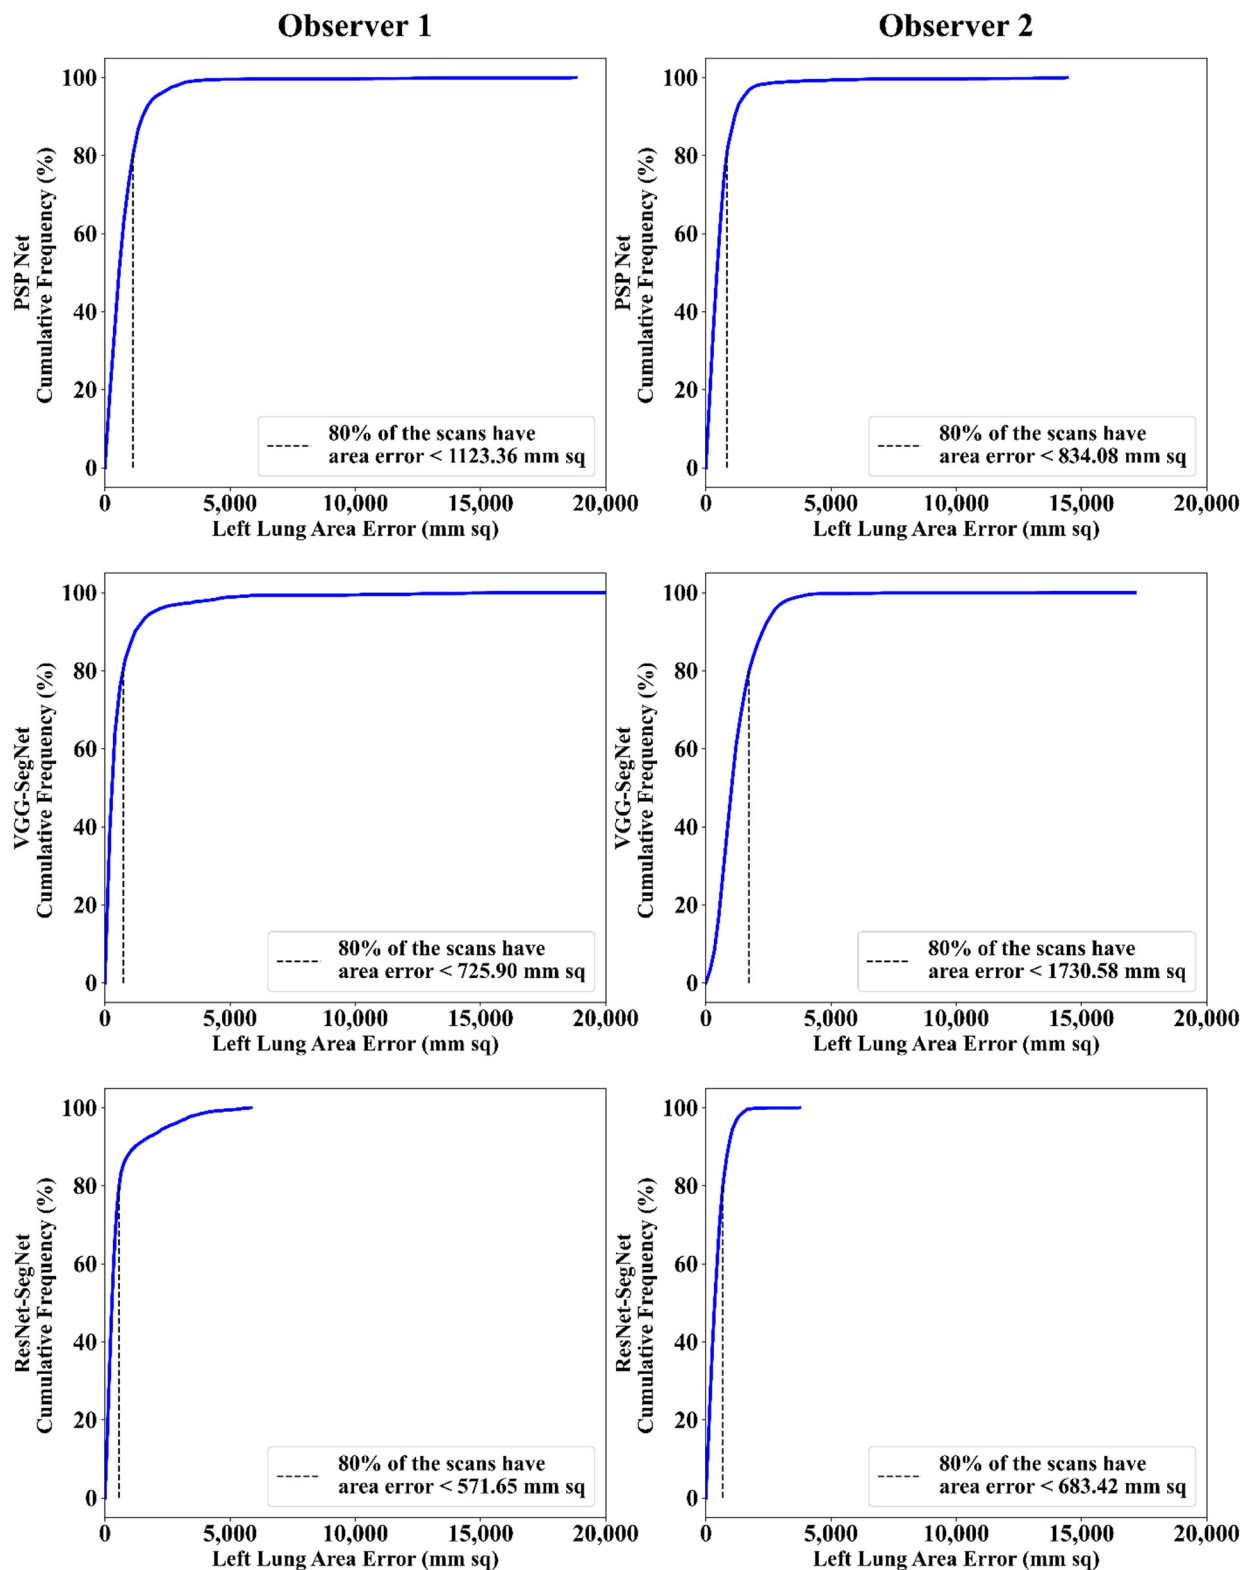 Observer 1
Observer 2
PSP Net
Cumulative Frequency (%)
100
80
60
40
20
0
80% of the scans have
area error < 1123.36 mm sq
0 5,000 10,000 15,000 20,000
Left Lung Area Error (mm sq)
PSP Net
Cumulative Frequency (%)
100
80
60
40
20
0
80% of the scans have
area error < 834.08 mm sq
0 5,000 10,000 15,000 20,000
Left Lung Area Error (mm sq)
VGG-SegNet
Cumulative Frequency (%)
100
80
60
40
20
0
80% of the scans have
area error < 725.90 mm sq
0 5,000 10,000 15,000 20,000
Left Lung Area Error (mm sq)
VGG-SegNet
Cumulative Frequency (%)
100
80
60
40
20
0
80% of the scans have
area error < 1730.58 mm sq
0 5,000 10,000 15,000 20,000
Left Lung Area Error (mm sq)
ResNet-SegNet
Cumulative Frequency (%)
100
80
60
40
20
0
80% of the scans have
area error < 571.65 mm sq
0 5,000 10,000 15,000 20,000
Left Lung Area Error (mm sq)
ResNet-SegNet
Cumulative Frequency (%)
100
80
60
40
20
0
80% of the scans have
area error < 683.42 mm sq
0 5,000 10,000 15,000 20,000
Left Lung Area Error (mm sq)